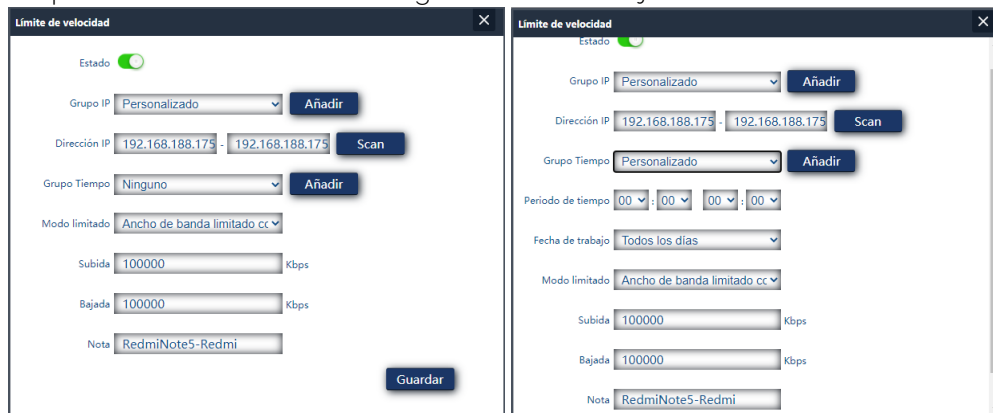 Límite de velocidad
Estado
Grupo IP Personalizado Añadir
Dirección IP 192.168.188.175 - 192.168.188.175 Scan
Grupo Tiempo Ninguno Añadir
Modo limitado Ancho de banda limitado cc
Subida 100000 Kbps
Bajada 100000 Kbps
Nota RedmiNote5-Redmi
Guardar
Límite de velocidad
Estado
Grupo IP Personalizado Añadir
Dirección IP 192.168.188.175 - 192.168.188.175 Scan
Grupo Tiempo Personalizado Añadir
Periodo de tiempo 00 : 00 00 : 00
Fecha de trabajo Todos los días
Modo limitado Ancho de banda limitado cc
Subida 100000 Kbps
Bajada 100000 Kbps
Nota RedmiNote5-Redmi